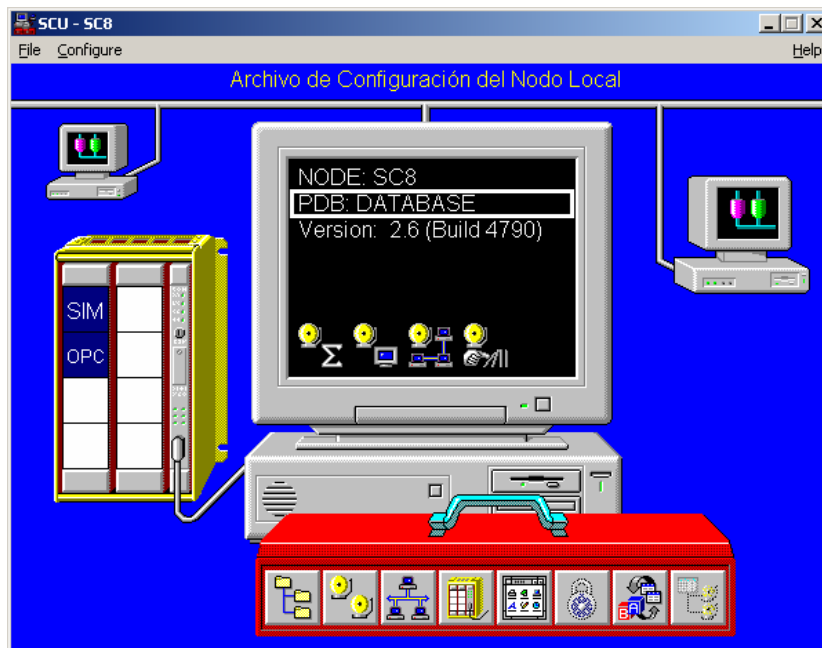 SCU - SC8
File Configure Help
Archivo de Configuración del Nodo Local
NODE: SC8
PDB: DATABASE
Version: 2.6 (Build 4790)
SIM
OPC
Σ